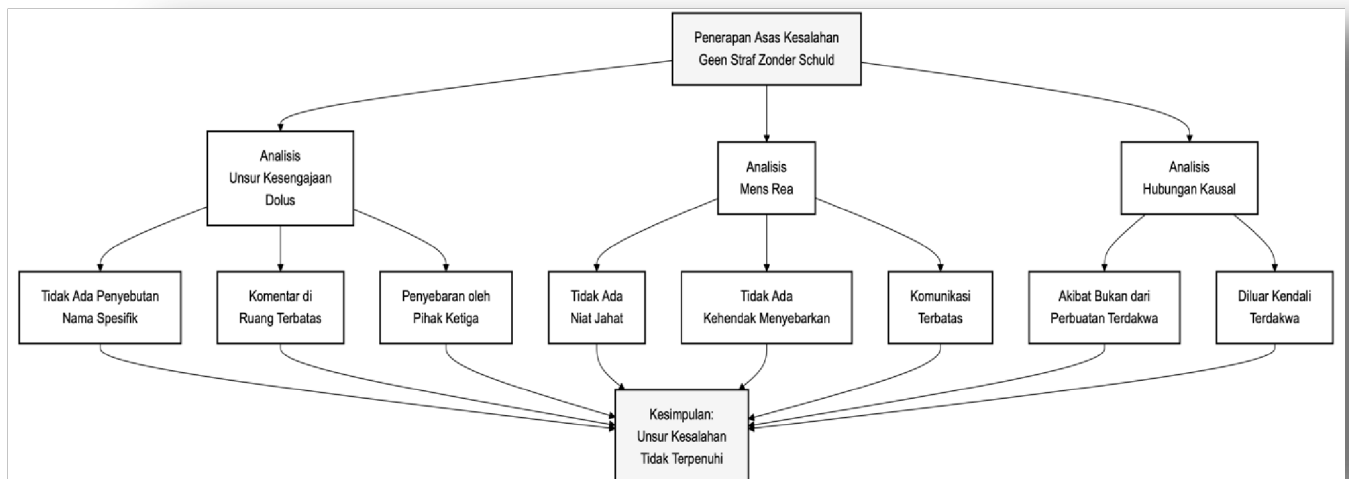 Penerapan Asas Kesalahan
Geen Straf Zonder Schuld
Analisis
Unsur Kesengajaan
Dolus
Analisis
Mens Rea
Analisis
Hubungan Kausal
Tidak Ada Penyebutan
Nama Spesifik
Komentar di
Ruang Terbatas
Penyebaran oleh
Pihak Ketiga
Tidak Ada
Niat Jahat
Tidak Ada
Kehendak Menyebarkan
Komunikasi
Terbatas
Akibat Bukan dari
Perbuatan Terdakwa
Diluar Kendali
Terdakwa
Kesimpulan:
Unsur Kesalahan
Tidak Terpenuhi